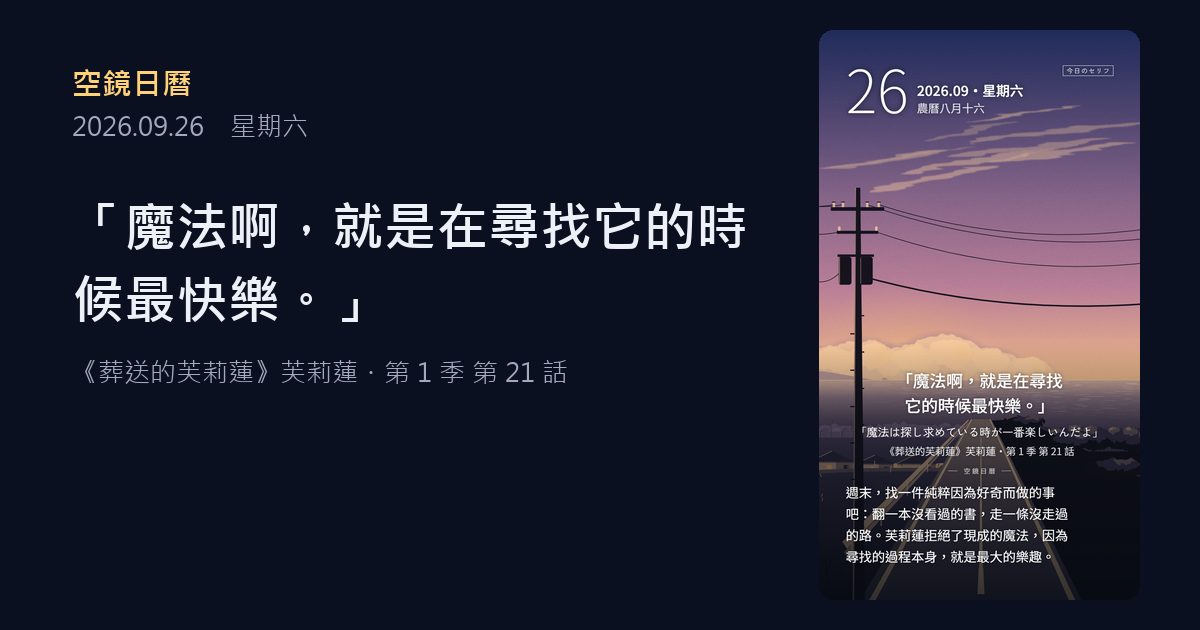 空鏡日曆
2026.09.26 星期六
「魔法啊，就是在尋找它的時
候最快樂。」
《葬送的芙莉蓮》芙莉蓮・第 1 季 第 21 話
26
2026.09・星期六
農曆八月十六
今日のセリフ
「魔法啊，就是在尋找
它的時候最快樂。」
「魔法は探し求めている時が一番楽しいんだよ」
《葬送的芙莉蓮》芙莉蓮・第 1 季 第 21 話
— 空鏡日曆 —
週末，找一件純粹因為好奇而做的事
吧：翻一本沒看過的書，走一條沒走過
的路。芙莉蓮拒絕了現成的魔法，因為
尋找的過程本身，就是最大的樂趣。